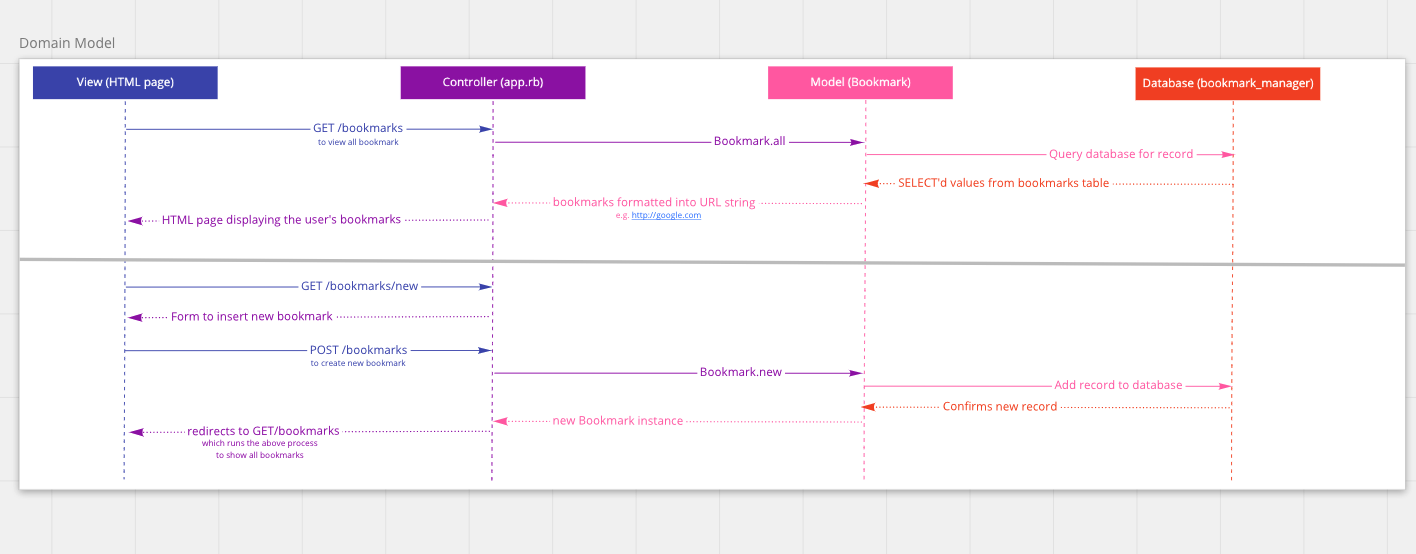 Domain Model
View (HTML page)
Controller (app.rb)
Model (Bookmark)
Database (bookmark_manager)
GET /bookmarks
to view all bookmark
Bookmark.all
Query database for record
SELECT'd values from bookmarks table
bookmarks formatted into URL string
e.g. http://google.com
HTML page displaying the user's bookmarks
GET /bookmarks/new
Form to insert new bookmark
POST /bookmarks
to create new bookmark
Bookmark.new
Add record to database
Confirms new record
new Bookmark instance
redirects to GET/bookmarks
which runs the above process
to show all bookmarks